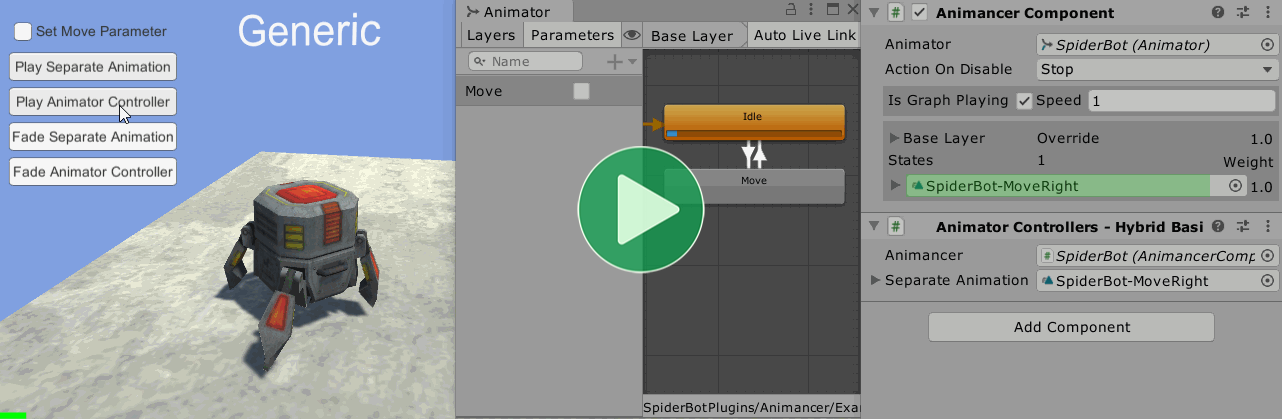 Set Move Parameter
Generic
Play Separate Animation
Play Animator Controller
Fade Separate Animation
Fade Animator Controller
Animator
Layers
Parameters
Base Layer
Auto Live Link
Name
Move
Idle
Move
SpiderBotPlugins/Animancer/Exa
Animancer Component
Animator
SpiderBot (Animator)
Action On Disable
Stop
Is Graph Playing
Speed
1
Base Layer
Override
1.0
States
1
Weight
SpiderBot-MoveRight
1.0
Animator Controllers - Hybrid Basi
Animancer
SpiderBot (AnimancerComp
Separate Animation
SpiderBot-MoveRight
Add Component